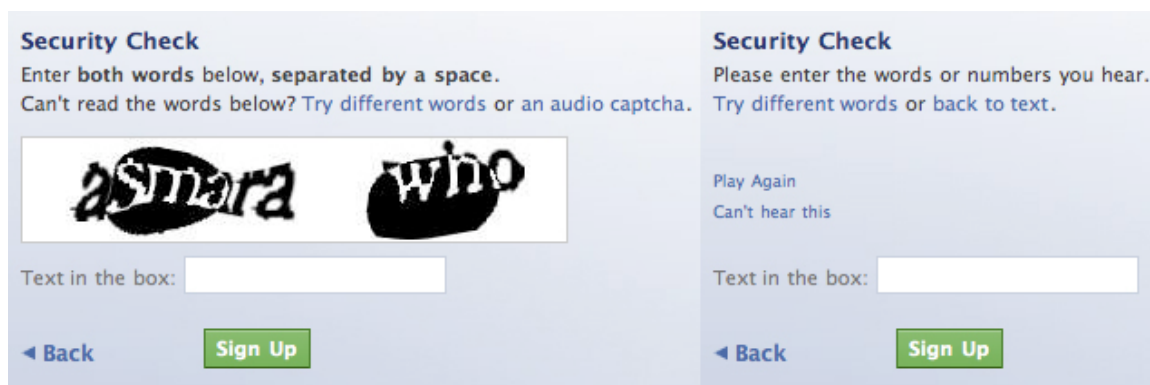 Security Check
Enter both words below, separated by a space.
Can't read the words below? Try different words or an audio captcha.
asmara who
Text in the box:
◄ Back
Sign Up
Security Check
Please enter the words or numbers you hear.
Try different words or back to text.
Play Again
Can't hear this
Text in the box:
◄ Back
Sign Up